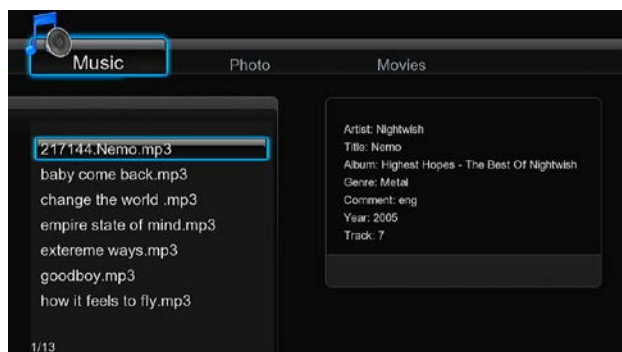 Music
Photo
Movies
217144.Nemo.mp3
baby come back.mp3
change the world .mp3
empire state of mind.mp3
extereme ways.mp3
goodboy.mp3
how it feels to fly.mp3
1/13
Artist: Nightwish
Title: Nemo
Album: Highest Hopes - The Best Of Nightwish
Genre: Metal
Comment: eng
Year: 2005
Track: 7